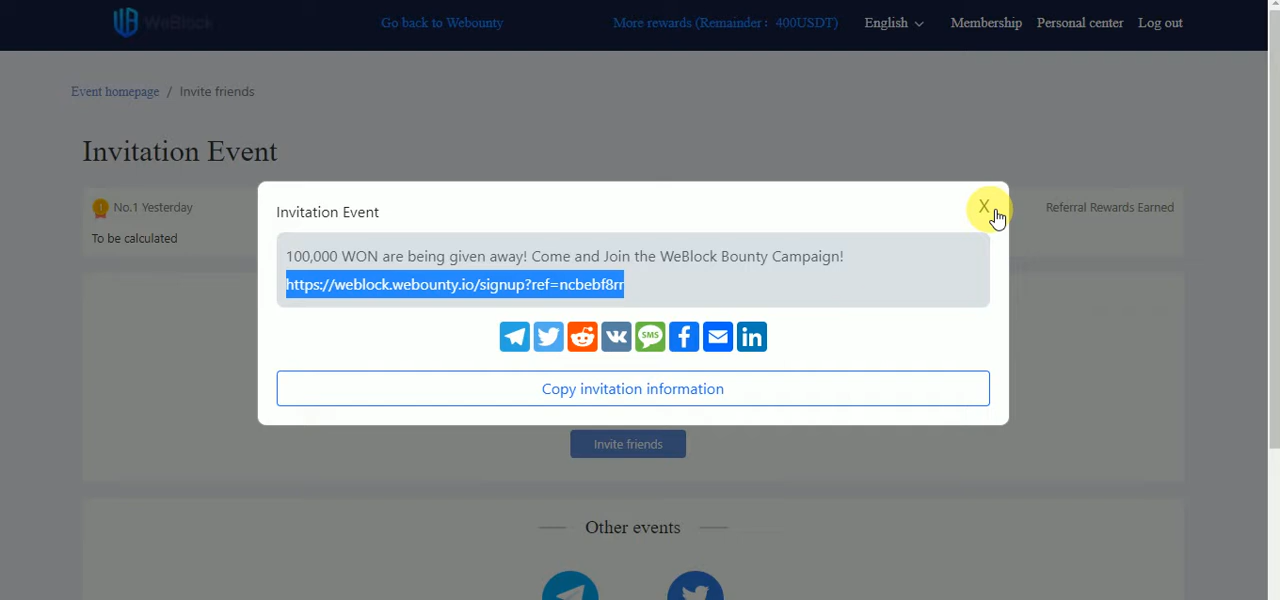 WeBlock
Go back to Webounty
More rewards (Remainder： 400USDT)
English
Membership
Personal center
Log out
Event homepage / Invite friends
Invitation Event
No.1 Yesterday
To be calculated
Referral Rewards Earned
Invitation Event
X
100,000 WON are being given away! Come and Join the WeBlock Bounty Campaign!
https://weblock.webounty.io/signup?ref=ncbebf8rr
SMS
Copy invitation information
Invite friends
Other events